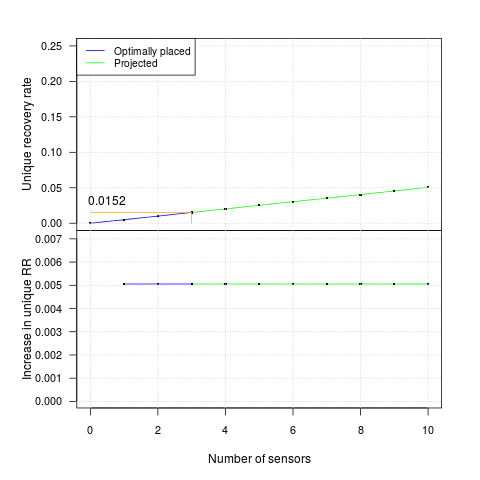 Optimally placed
Projected
Unique recovery rate
0.25
0.20
0.15
0.10
0.05
0.00
0.0152
Increase in unique RR
0.007
0.006
0.005
0.004
0.003
0.002
0.001
0.000
0 2 4 6 8 10
Number of sensors